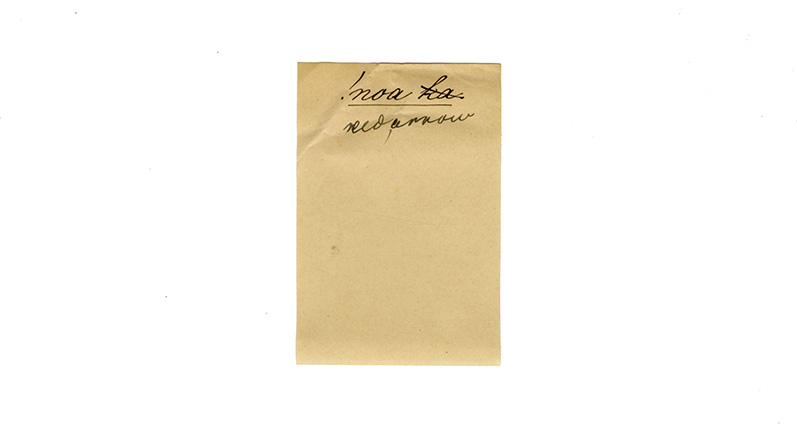 !noa ka.
red, arrow